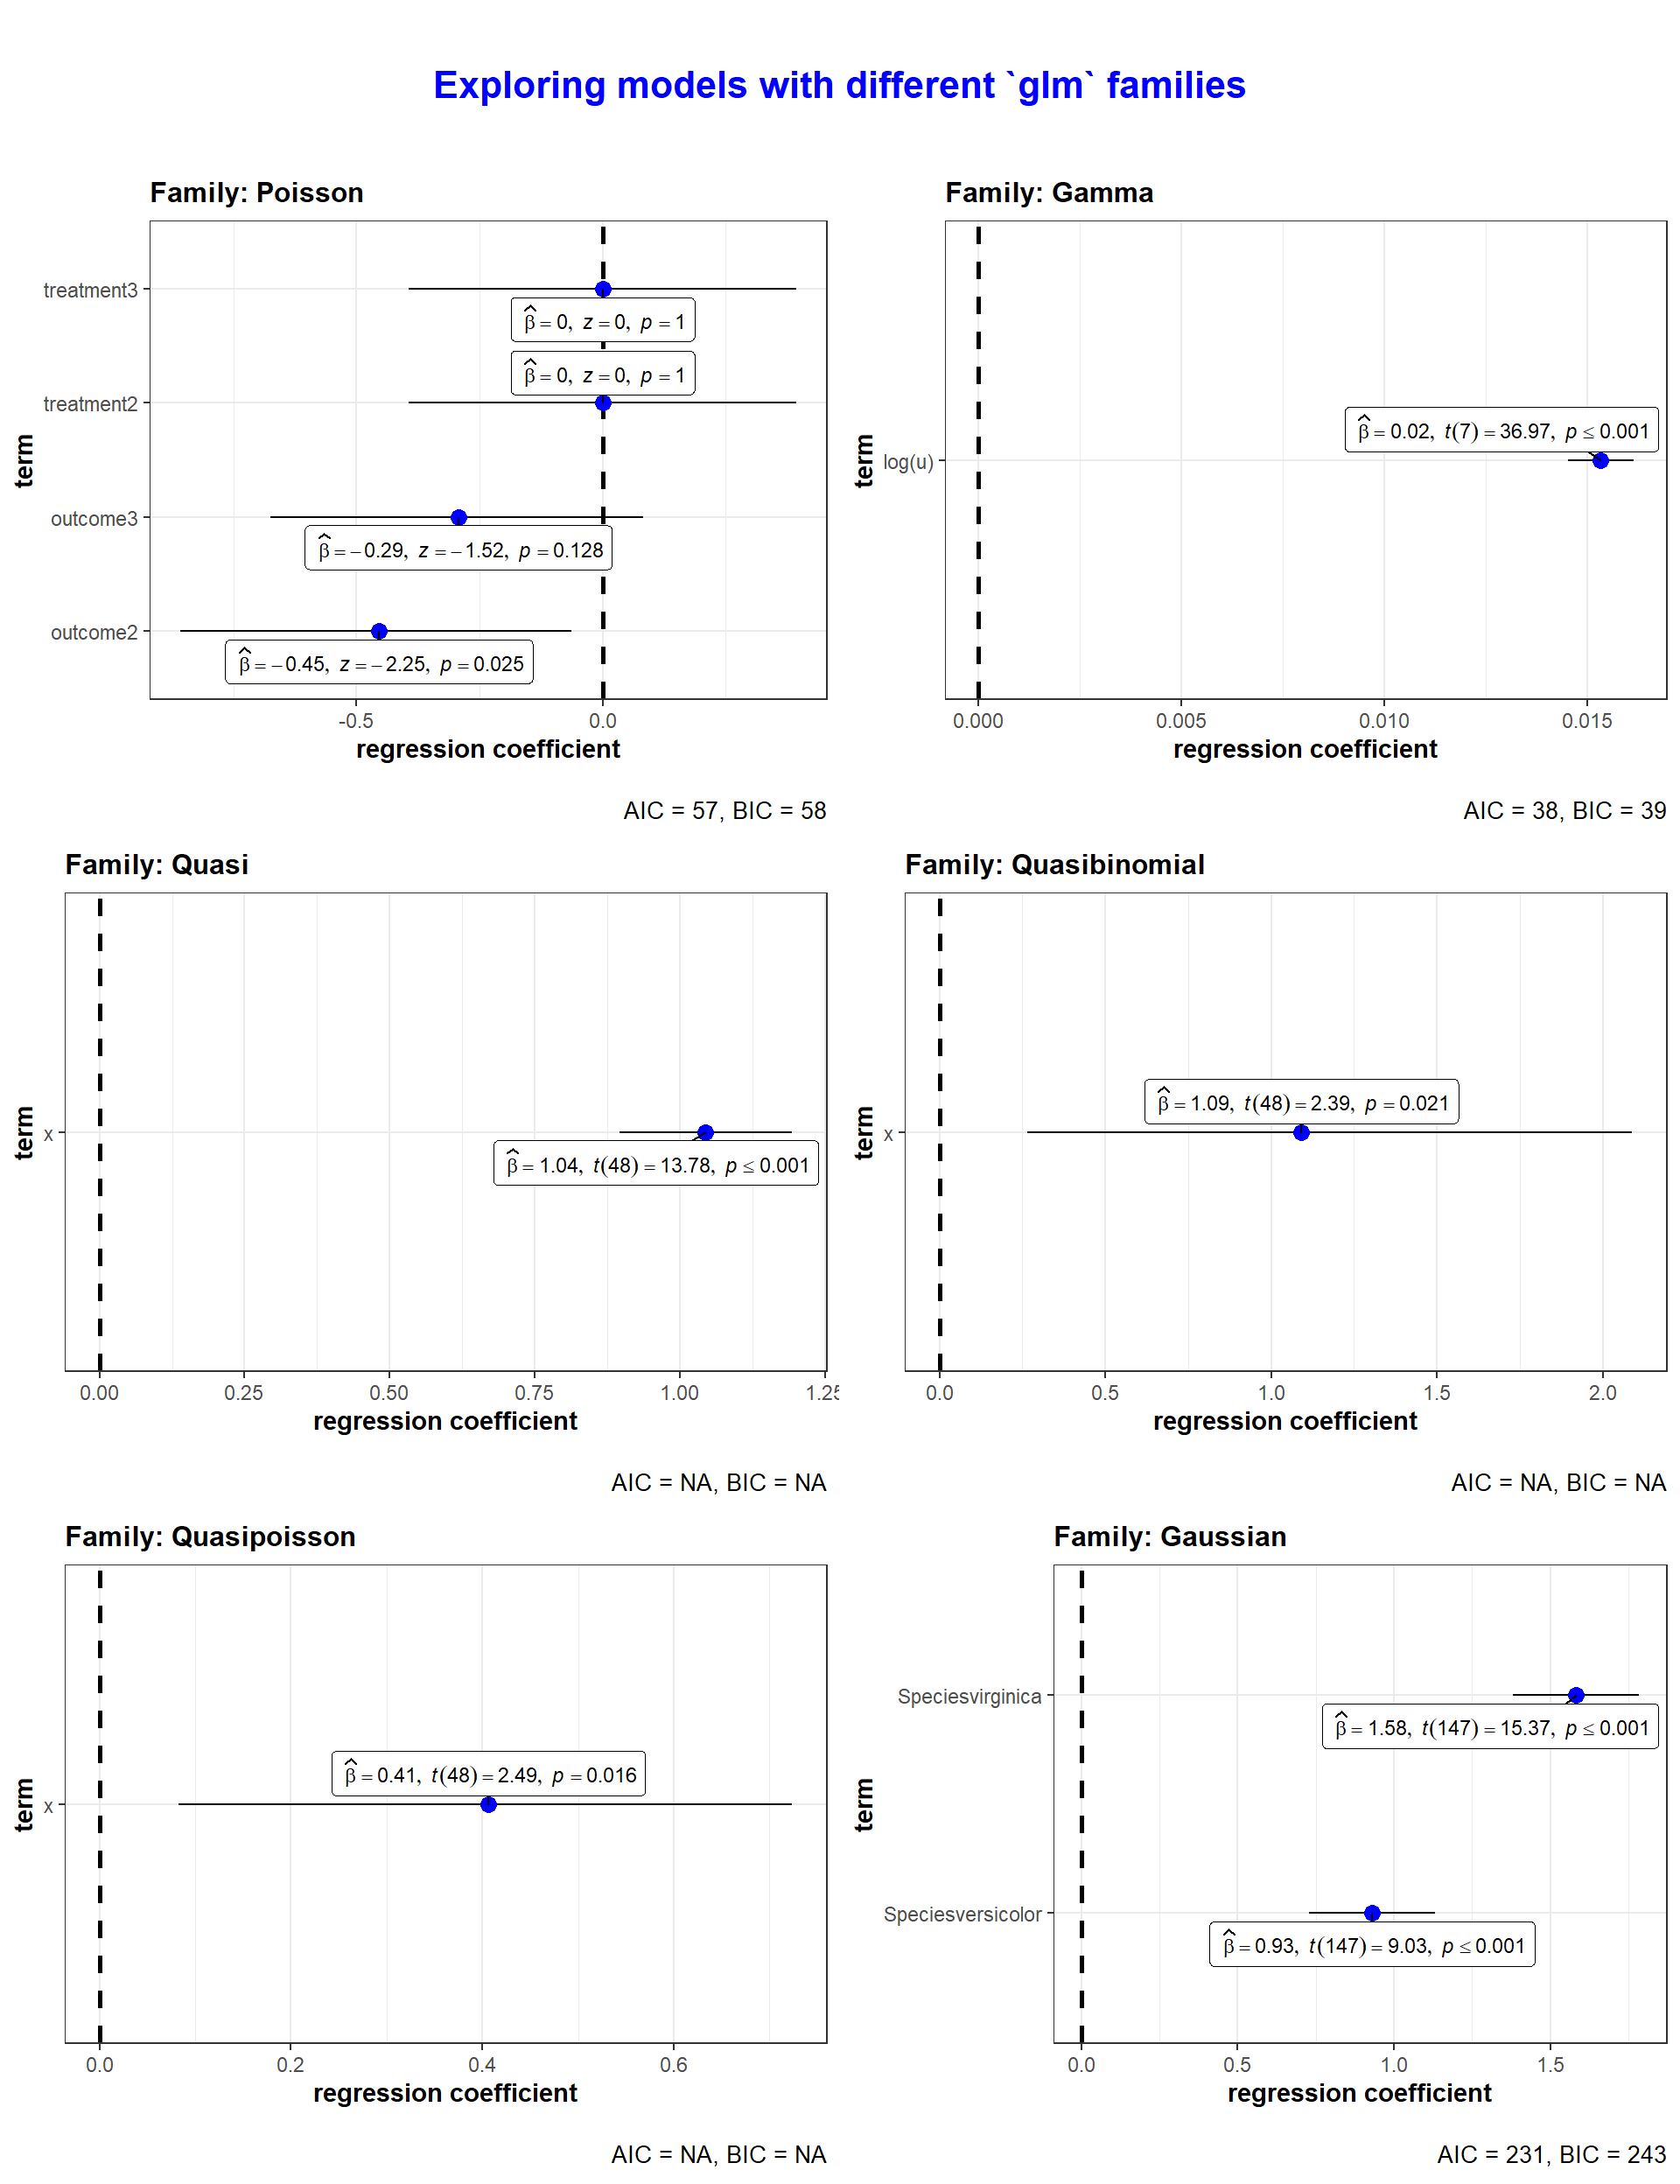 Exploring models with different `glm` families
Family: Poisson
term
treatment3
treatment2
outcome3
outcome2
β̂ = 0, z = 0, p = 1
β̂ = 0, z = 0, p = 1
β̂ = −0.29, z = −1.52, p = 0.128
β̂ = −0.45, z = −2.25, p = 0.025
-0.5 0.0
regression coefficient
AIC = 57, BIC = 58
Family: Gamma
term
log(u)
β̂ = 0.02, t(7) = 36.97, p ≤ 0.001
0.000 0.005 0.010 0.015
regression coefficient
AIC = 38, BIC = 39
Family: Quasi
term
x
β̂ = 1.04, t(48) = 13.78, p ≤ 0.001
0.00 0.25 0.50 0.75 1.00 1.25
regression coefficient
AIC = NA, BIC = NA
Family: Quasibinomial
term
x
β̂ = 1.09, t(48) = 2.39, p = 0.021
0.0 0.5 1.0 1.5 2.0
regression coefficient
AIC = NA, BIC = NA
Family: Quasipoisson
term
x
β̂ = 0.41, t(48) = 2.49, p = 0.016
0.0 0.2 0.4 0.6
regression coefficient
AIC = NA, BIC = NA
Family: Gaussian
term
Speciesvirginica
Speciesversicolor
β̂ = 1.58, t(147) = 15.37, p ≤ 0.001
β̂ = 0.93, t(147) = 9.03, p ≤ 0.001
0.0 0.5 1.0 1.5
regression coefficient
AIC = 231, BIC = 243